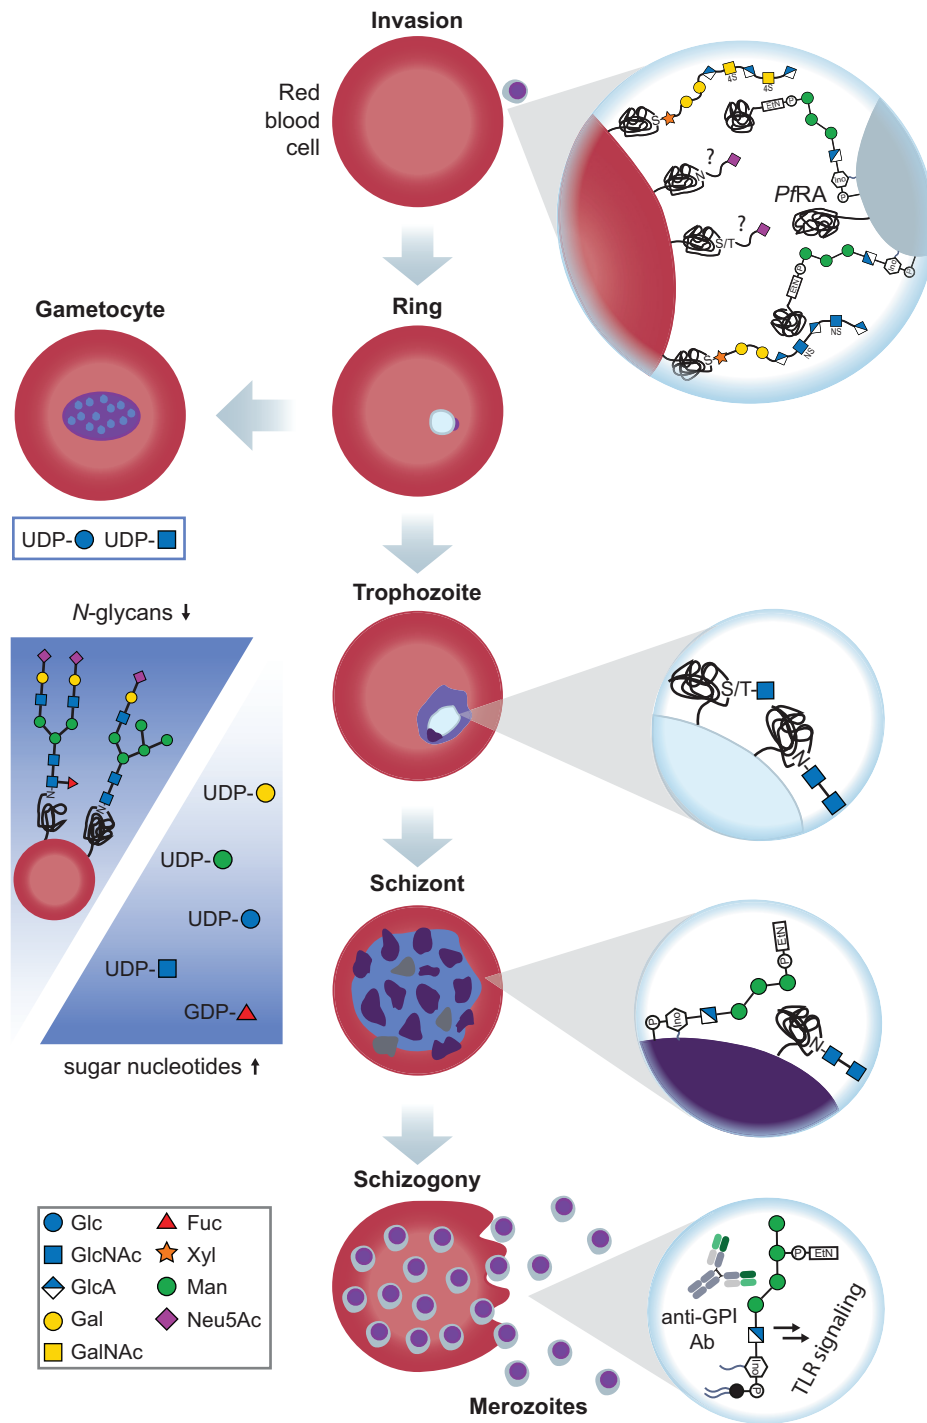 Invasion
Red
blood
cell
S
4S
4S
EtN
P
N
?
Ino
P
PfRA
S/T
?
Ino
P
P
EtN
S
NS
NS
Gametocyte
Ring
UDP-
UDP-
Trophozoite
N-glycans ↓
S/T
N
N
N
UDP-
UDP-
UDP-
UDP-
GDP-
sugar nucleotides ↑
Schizont
EtN
P
P
Ino
N
Schizogony
Glc
GlcNAc
GlcA
Gal
GalNAc
Fuc
Xyl
Man
Neu5Ac
P
EtN
anti-GPI
Ab
TLR signaling
Ino
P
Merozoites